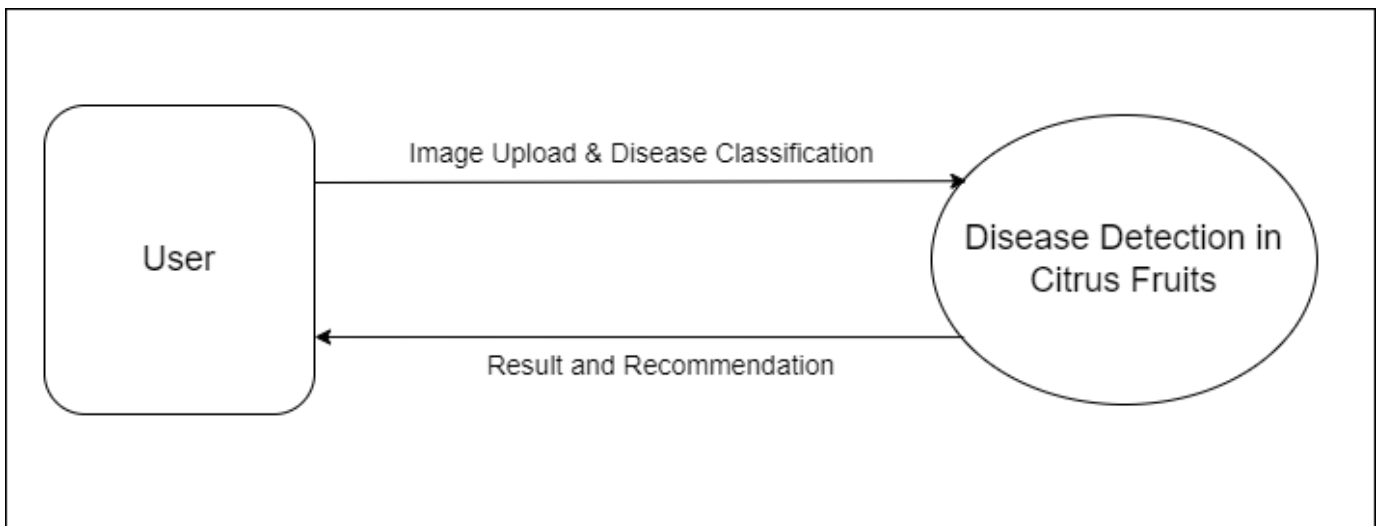 Image Upload & Disease Classification
User
Disease Detection in
Citrus Fruits
Result and Recommendation